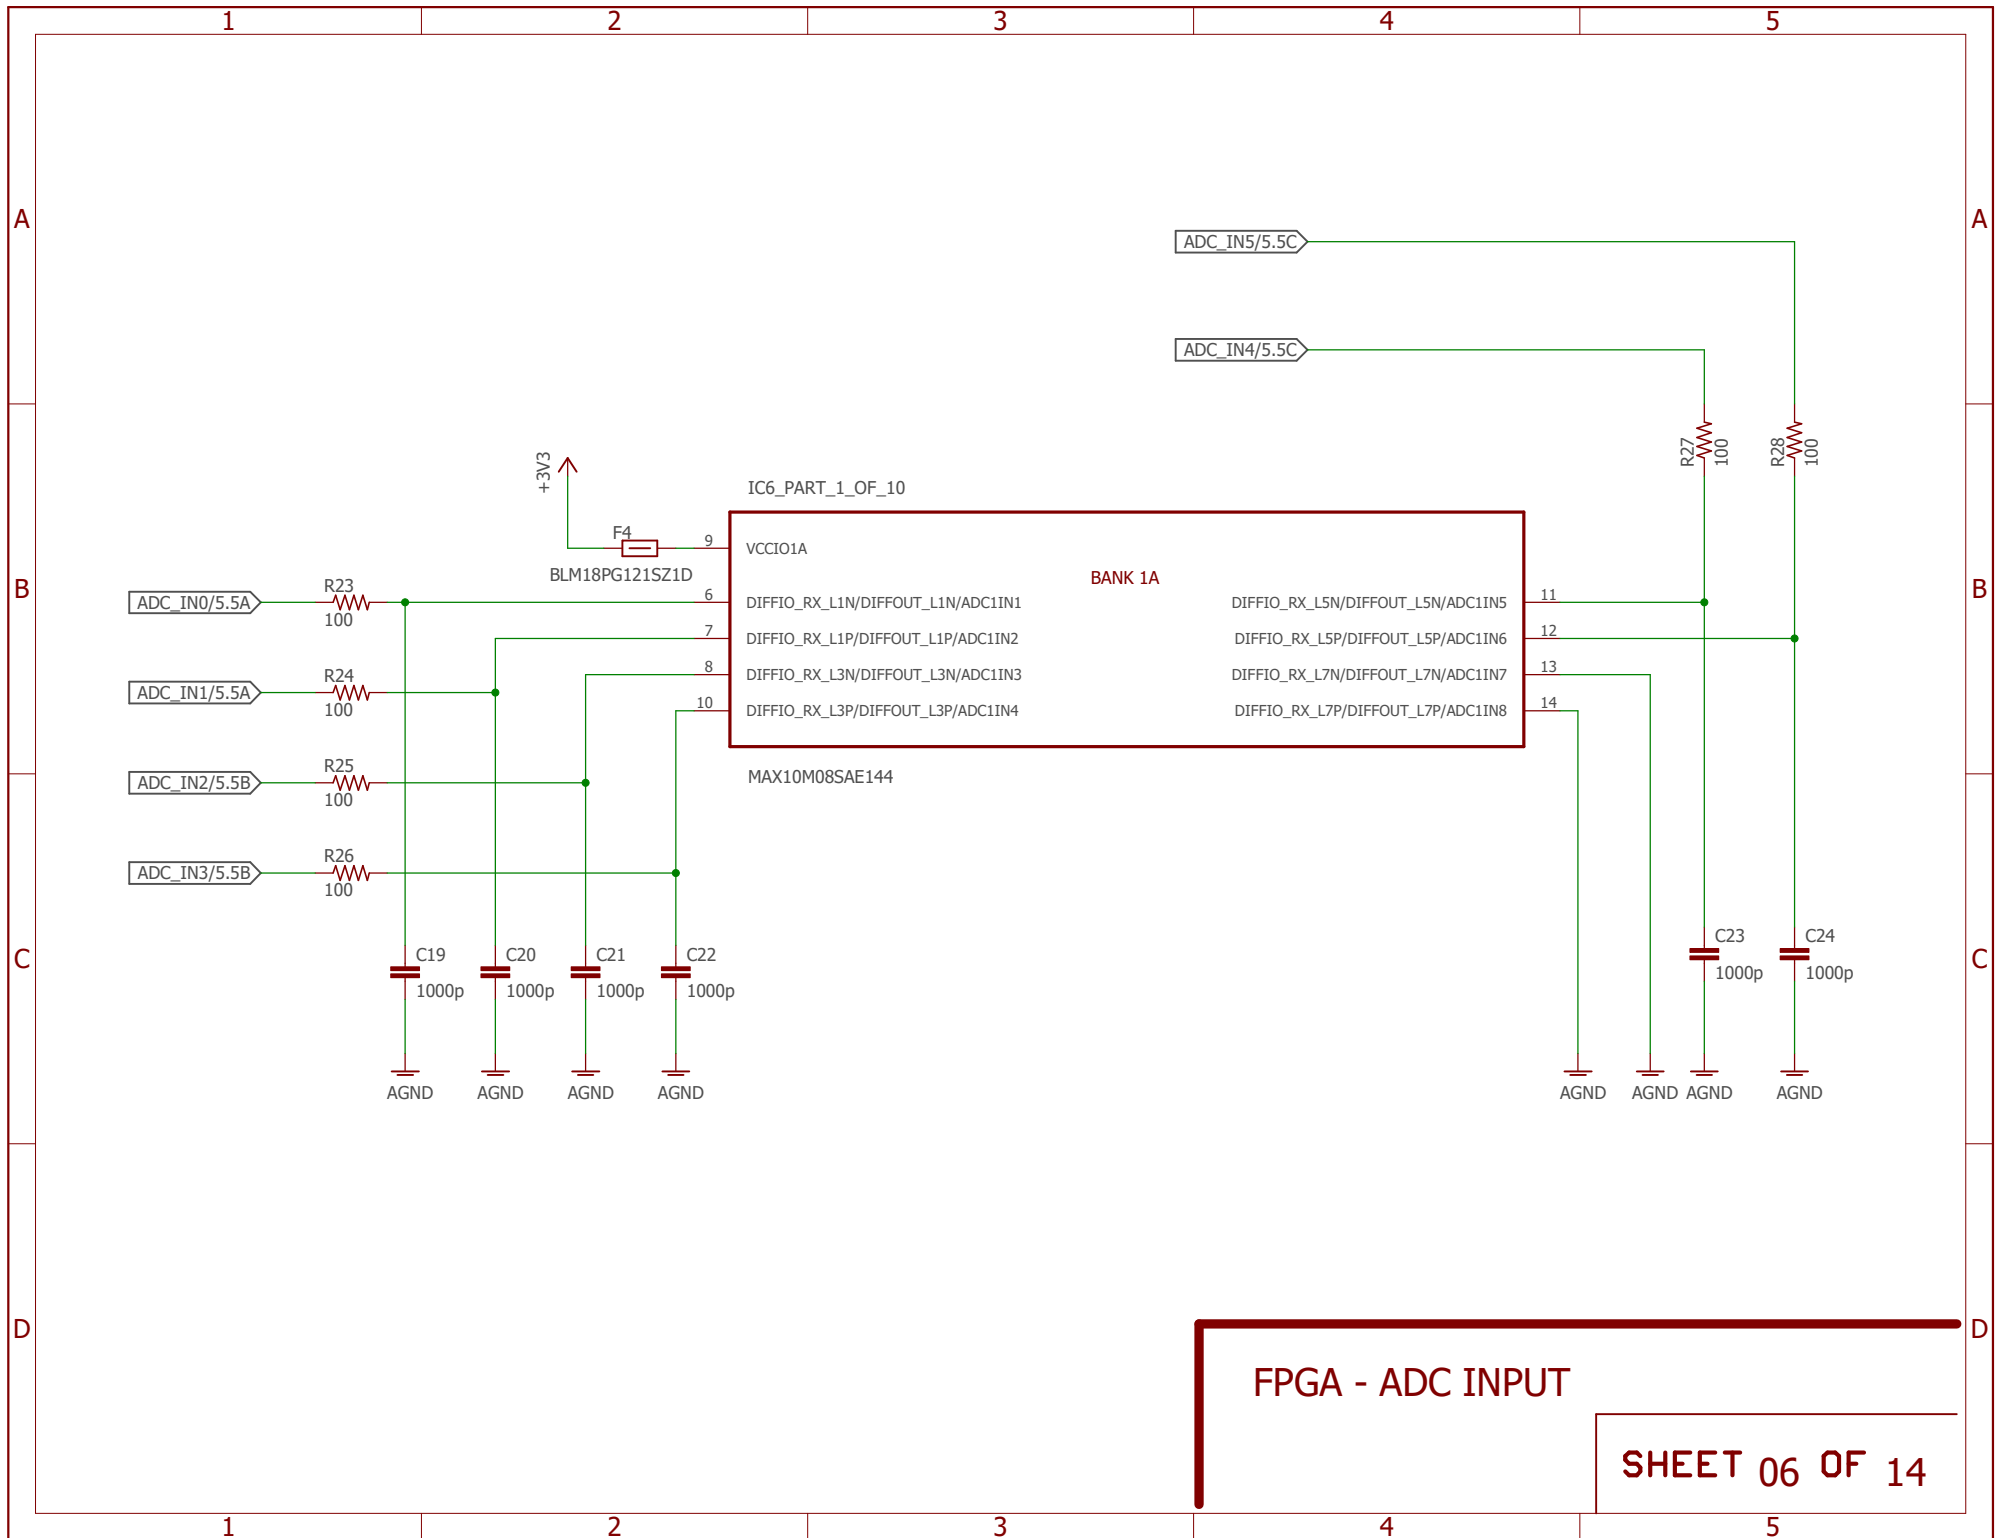 1 2 3 4 5
A A
ADC_IN5/5.5C
ADC_IN4/5.5C
+3V3
R27
100
R28
100
IC6_PART_1_OF_10
F4
BLM18PG121SZ1D
9 VCCIO1A
BANK 1A
B B
ADC_IN0/5.5A
R23
100
6 DIFFIO_RX_L1N/DIFFOUT_L1N/ADC1IN1
DIFFIO_RX_L5N/DIFFOUT_L5N/ADC1IN5 11
7 DIFFIO_RX_L1P/DIFFOUT_L1P/ADC1IN2
DIFFIO_RX_L5P/DIFFOUT_L5P/ADC1IN6 12
8 DIFFIO_RX_L3N/DIFFOUT_L3N/ADC1IN3
DIFFIO_RX_L7N/DIFFOUT_L7N/ADC1IN7 13
10 DIFFIO_RX_L3P/DIFFOUT_L3P/ADC1IN4
DIFFIO_RX_L7P/DIFFOUT_L7P/ADC1IN8 14
ADC_IN1/5.5A
R24
100
MAX10M08SAE144
ADC_IN2/5.5B
R25
100
ADC_IN3/5.5B
R26
100
C C
C19
1000p
C20
1000p
C21
1000p
C22
1000p
C23
1000p
C24
1000p
AGND AGND AGND AGND AGND AGND AGND AGND
D D
FPGA - ADC INPUT
SHEET 06 OF 14
1 2 3 4 5